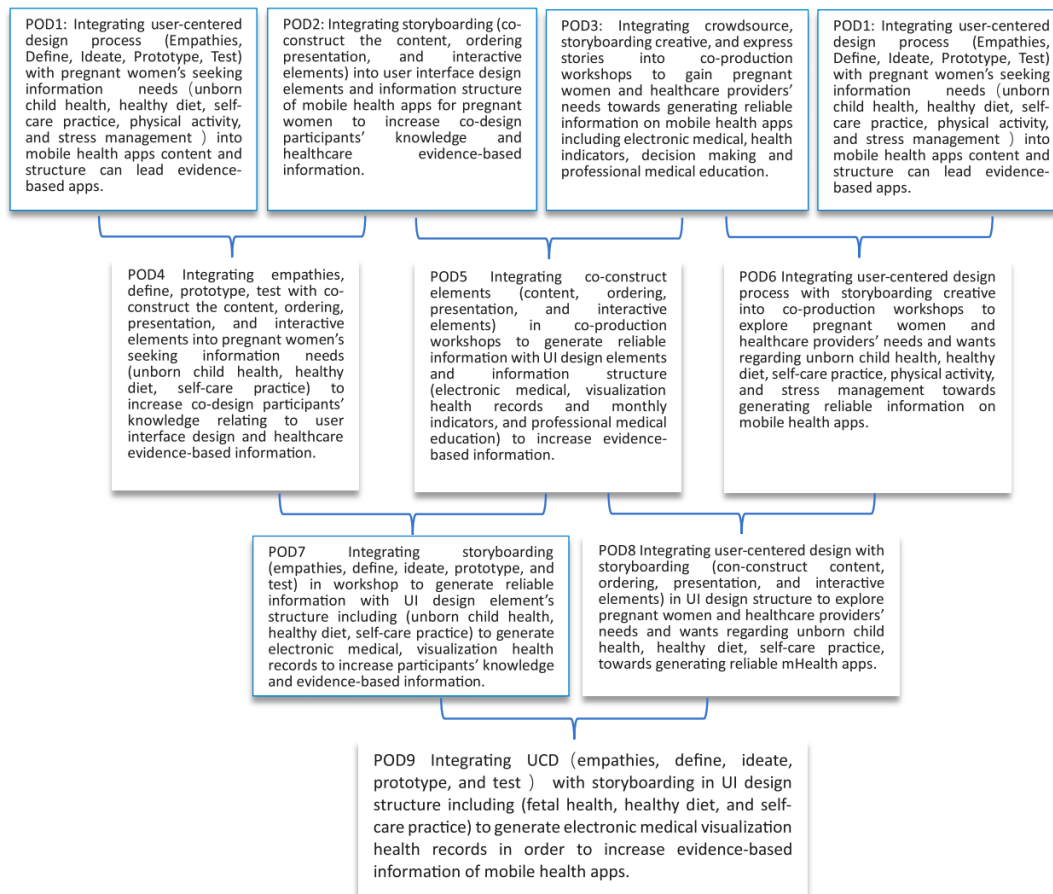 POD1: Integrating user-centered
design process (Empathies,
Define, Ideate, Prototype, Test)
with pregnant women's seeking
information needs (unborn
child health, healthy diet, self-
care practice, physical activity,
and stress management ) into
mobile health apps content and
structure can lead evidence-
based apps.
POD2: Integrating storyboarding (co-
construct the content, ordering
presentation, and interactive
elements) into user interface design
elements and information structure
of mobile health apps for pregnant
women to increase co-design
participants' knowledge and
healthcare evidence-based
information.
POD3: Integrating crowdsource,
storyboarding creative, and express
stories into co-production
workshops to gain pregnant
women and healthcare providers'
needs towards generating reliable
information on mobile health apps
including electronic medical, health
indicators, decision making and
professional medical education.
POD1: Integrating user-centered
design process (Empathies,
Define, Ideate, Prototype, Test)
with pregnant women's seeking
information needs (unborn
child health, healthy diet, self-
care practice, physical activity,
and stress management ) into
mobile health apps content and
structure can lead evidence-
based apps.
POD4 Integrating empathies,
define, prototype, test with co-
construct the content, ordering,
presentation, and interactive
elements into pregnant women's
seeking information needs
(unborn child health, healthy
diet, self-care practice) to
increase co-design participants'
knowledge relating to user
interface design and healthcare
evidence-based information.
POD5 Integrating co-construct
elements (content, ordering,
presentation, and interactive
elements) in co-production
workshops to generate reliable
information with UI design elements
and information structure
(electronic medical, visualization
health records and monthly
indicators, and professional medical
education) to increase evidence-
based information.
POD6 Integrating user-centered design
process with storyboarding creative
into co-production workshops to
explore pregnant women and
healthcare providers' needs and wants
regarding unborn child health, healthy
diet, self-care practice, physical activity,
and stress management towards
generating reliable information on
mobile health apps.
POD7 Integrating storyboarding
(empathies, define, ideate, prototype, and
test) in workshop to generate reliable
information with UI design element's
structure including (unborn child health,
healthy diet, self-care practice) to generate
electronic medical, visualization health
records to increase participants' knowledge
and evidence-based information.
POD8 Integrating user-centered design with
storyboarding (con-construct content,
ordering, presentation, and interactive
elements) in UI design structure to explore
pregnant women and healthcare providers'
needs and wants regarding unborn child
health, healthy diet, self-care practice,
towards generating reliable mHealth apps.
POD9 Integrating UCD (empathies, define, ideate,
prototype, and test ) with storyboarding in UI design
structure including (fetal health, healthy diet, and self-
care practice) to generate electronic medical visualization
health records in order to increase evidence-based
information of mobile health apps.